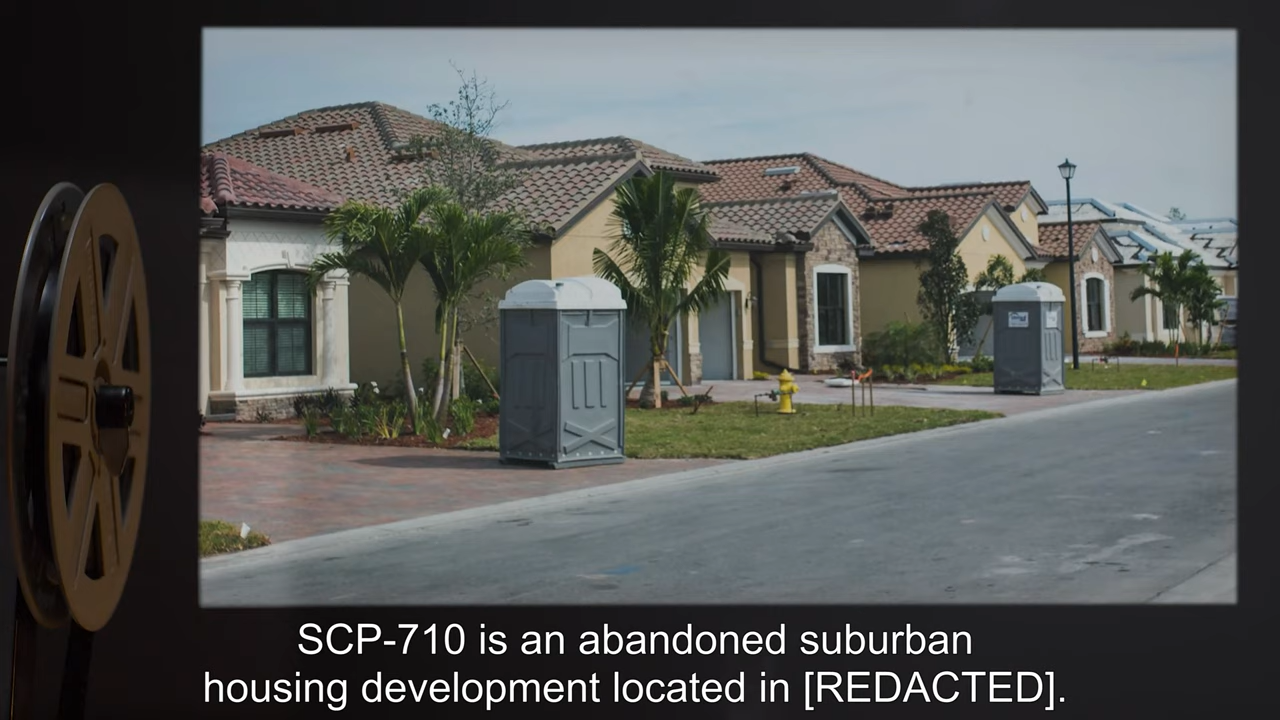 SCP-710 is an abandoned suburban
housing development located in [REDACTED].